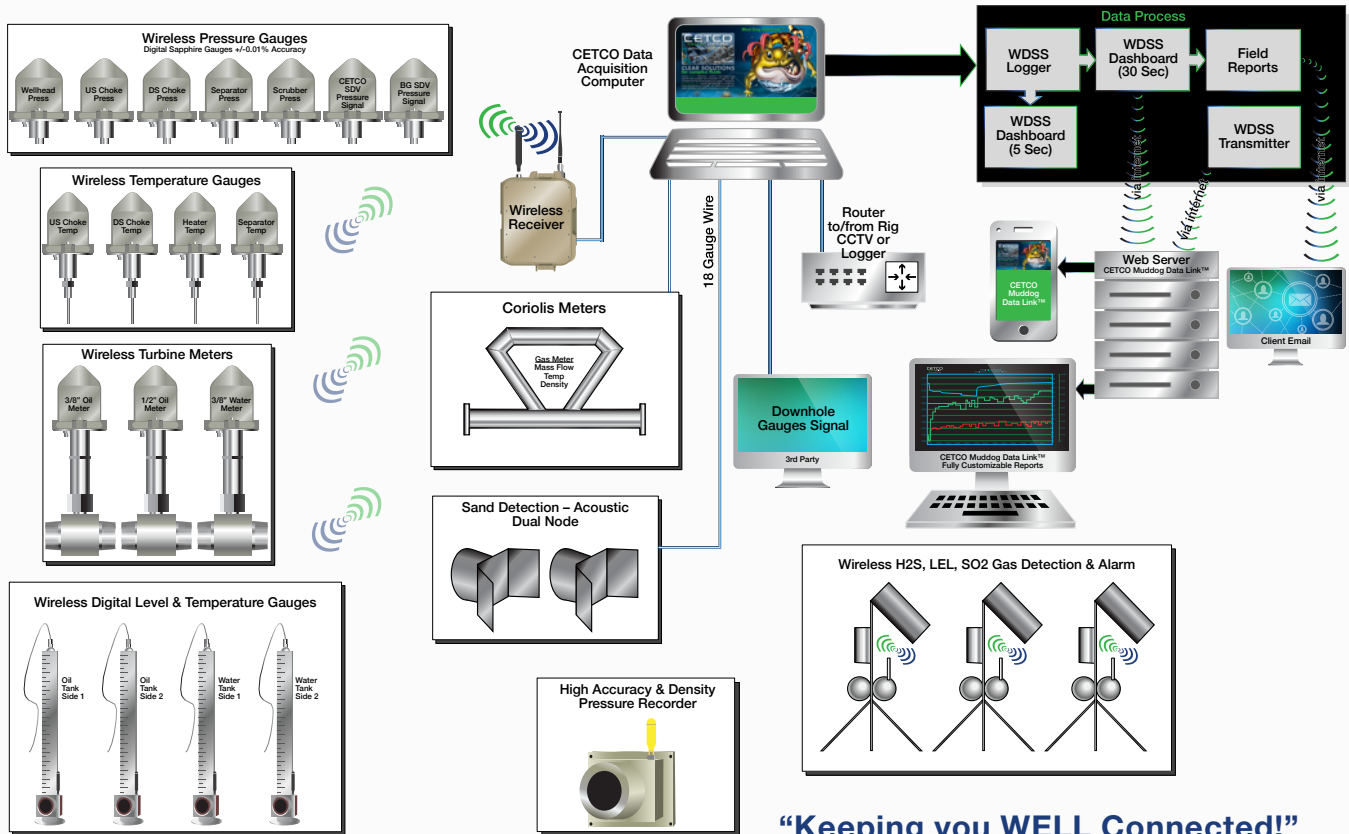 Wireless Pressure Gauges
Digital Sapphire Gauges +/-0.01% Accuracy
Wellhead
Press
US Choke
Press
DS Choke
Press
Separator
Press
Scrubber
Press
CETCO
SDV
Pressure
Signal
BG SDV
Pressure
Signal
Wireless Temperature Gauges
US Choke
Temp
DS Choke
Temp
Heater
Temp
Separator
Temp
Wireless Turbine Meters
3/8" Oil
Meter
1/2" Oil
Meter
3/8" Water
Meter
Wireless Digital Level & Temperature Gauges
Oil
Tank
Side 1
Oil
Tank
Side 2
Water
Tank
Side 1
Water
Tank
Side 2
CETCO Data
Acquisition
Computer
CETCO
CLEAR SOLUTIONS
Wireless
Receiver
18 Gauge Wire
Coriolis Meters
Gas Meter
Mass Flow
Temp
Density
Sand Detection – Acoustic
Dual Node
High Accuracy & Density
Pressure Recorder
Router
to/from Rig
CCTV or
Logger
Downhole
Gauges Signal
3rd Party
Data Process
WDSS
Logger
WDSS
Dashboard
(30 Sec)
Field
Reports
WDSS
Dashboard
(5 Sec)
WDSS
Transmitter
via internet
via internet
via internet
CETCO
Muddog
Data Link™
Web Server
CETCO Muddog Data Link™
Client Email
CETCO
CETCO Muddog Data Link™
Fully Customizable Reports
Wireless H2S, LEL, SO2 Gas Detection & Alarm
“Keeping you WELL Connected!”